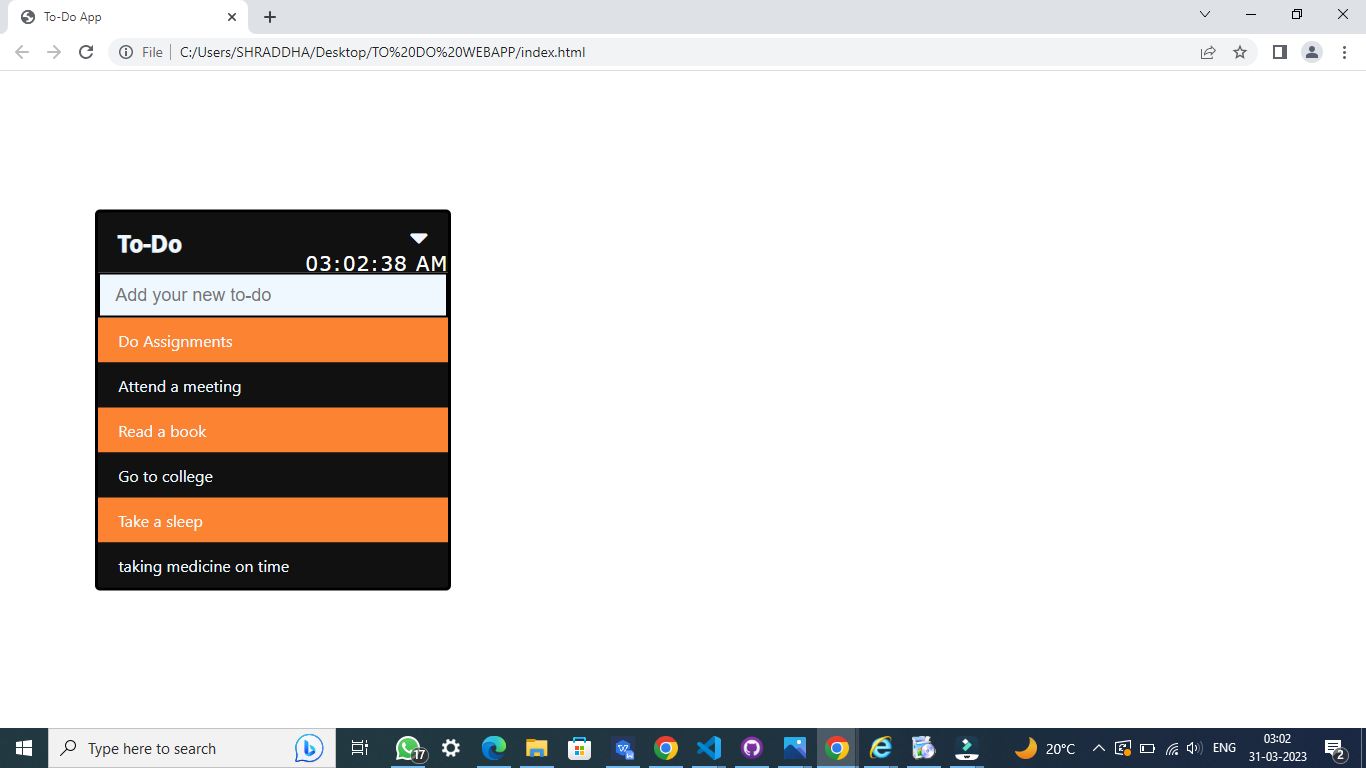 To-Do App
File
C:/Users/SHRADDHA/Desktop/TO%20DO%20WEBAPP/index.html
To-Do
03:02:38 AM
Add your new to-do
Do Assignments
Attend a meeting
Read a book
Go to college
Take a sleep
taking medicine on time
Type here to search
17
20°C
ENG
03:02
31-03-2023
2